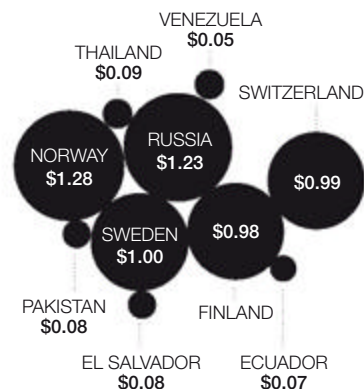 VENEZUELA
$0.05
THAILAND
$0.09
SWITZERLAND
$0.99
RUSSIA
$1.23
NORWAY
$1.28
SWEDEN
$1.00
$0.98
FINLAND
PAKISTAN
$0.08
EL SALVADOR
$0.08
ECUADOR
$0.07